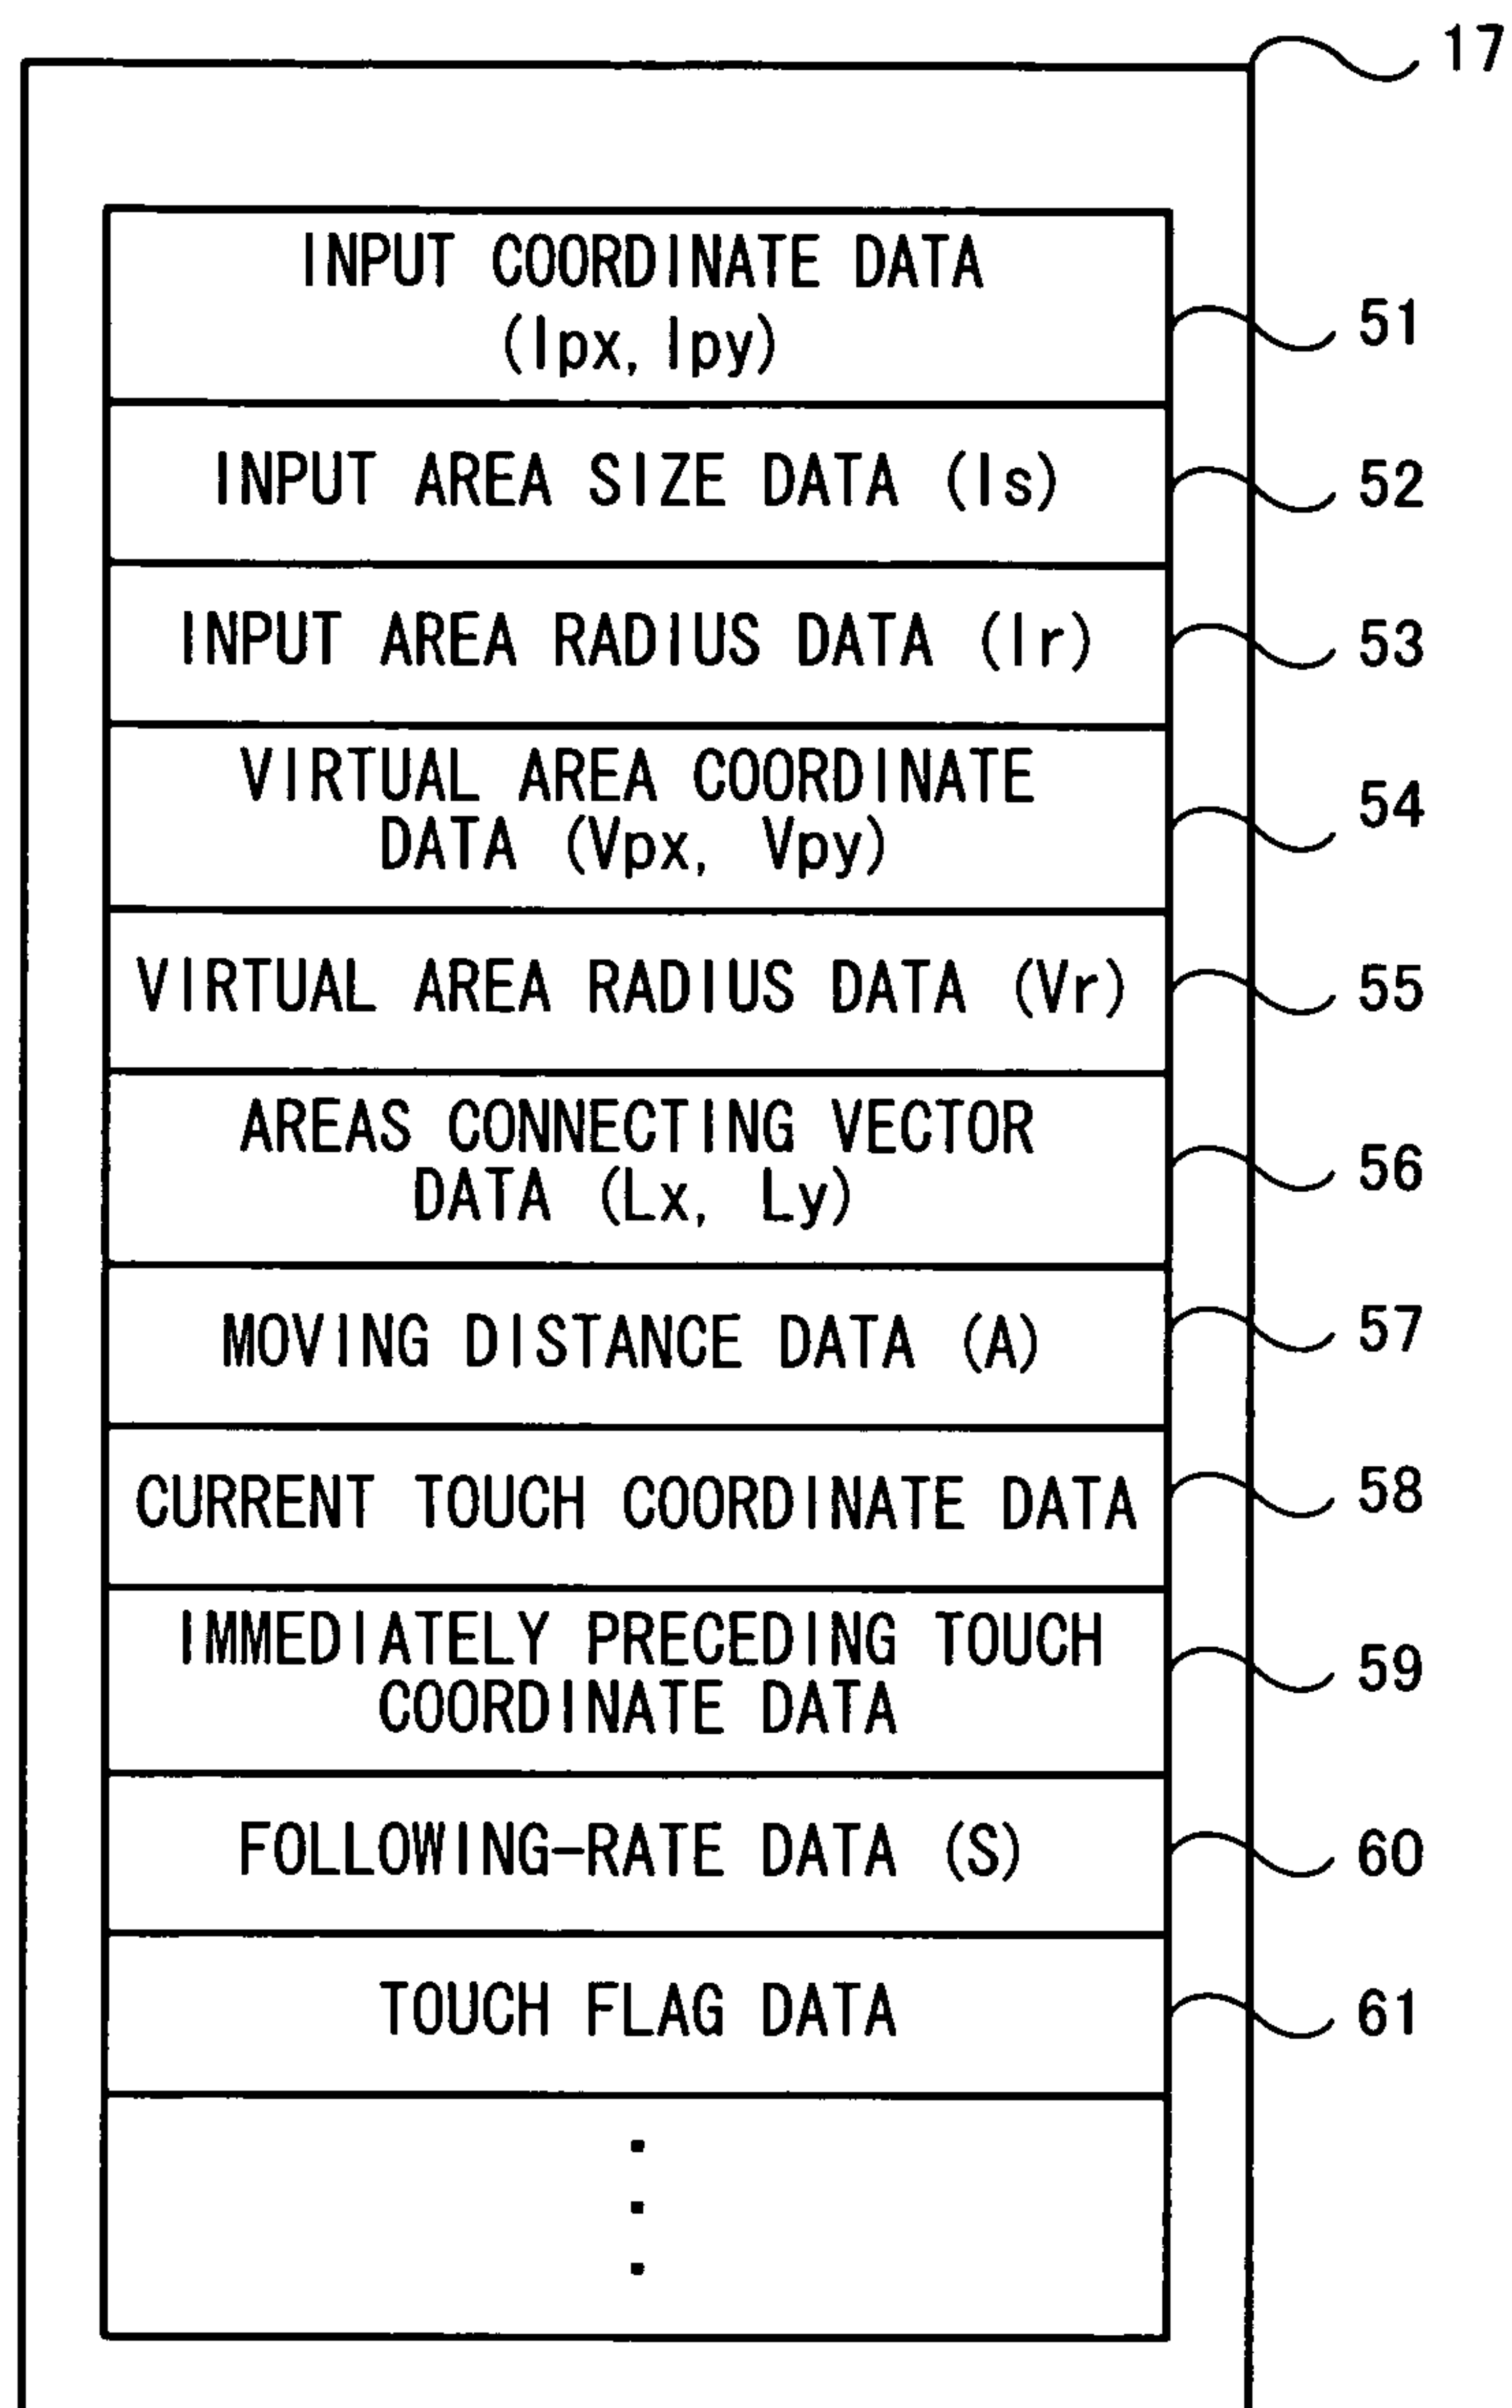 17
INPUT COORDINATE DATA
(Ipx, Ipy)
51
INPUT AREA SIZE DATA (Is)
52
INPUT AREA RADIUS DATA (Ir)
53
VIRTUAL AREA COORDINATE
DATA (Vpx, Vpy)
54
VIRTUAL AREA RADIUS DATA (Vr)
55
AREAS CONNECTING VECTOR
DATA (Lx, Ly)
56
MOVING DISTANCE DATA (A)
57
CURRENT TOUCH COORDINATE DATA
58
IMMEDIATELY PRECEDING TOUCH
COORDINATE DATA
59
FOLLOWING-RATE DATA (S)
60
TOUCH FLAG DATA
61